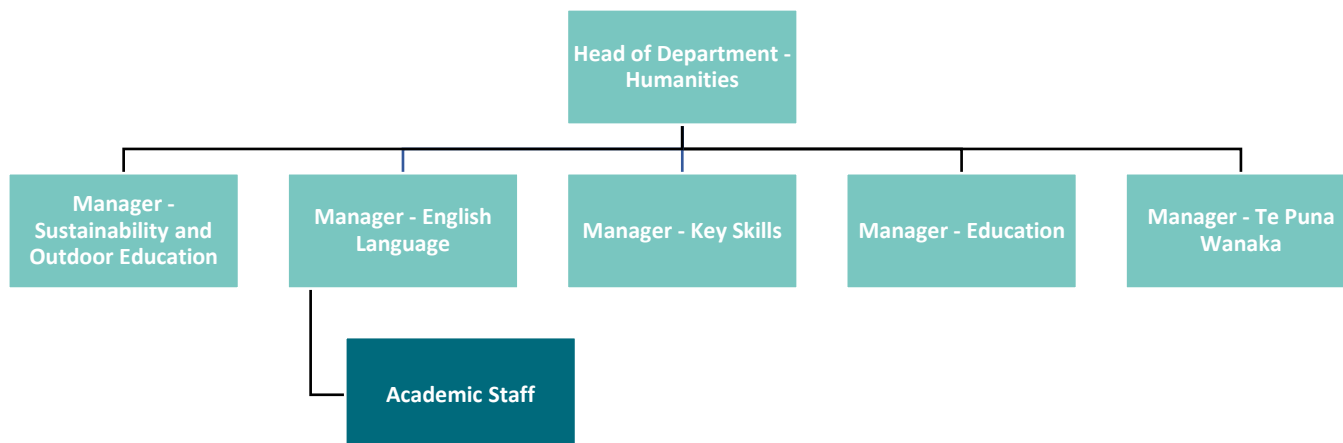 Head of Department -
Humanities
Manager -
Sustainability and
Outdoor Education
Manager - English
Language
Manager - Key Skills
Manager - Education
Manager - Te Puna
Wanaka
Academic Staff